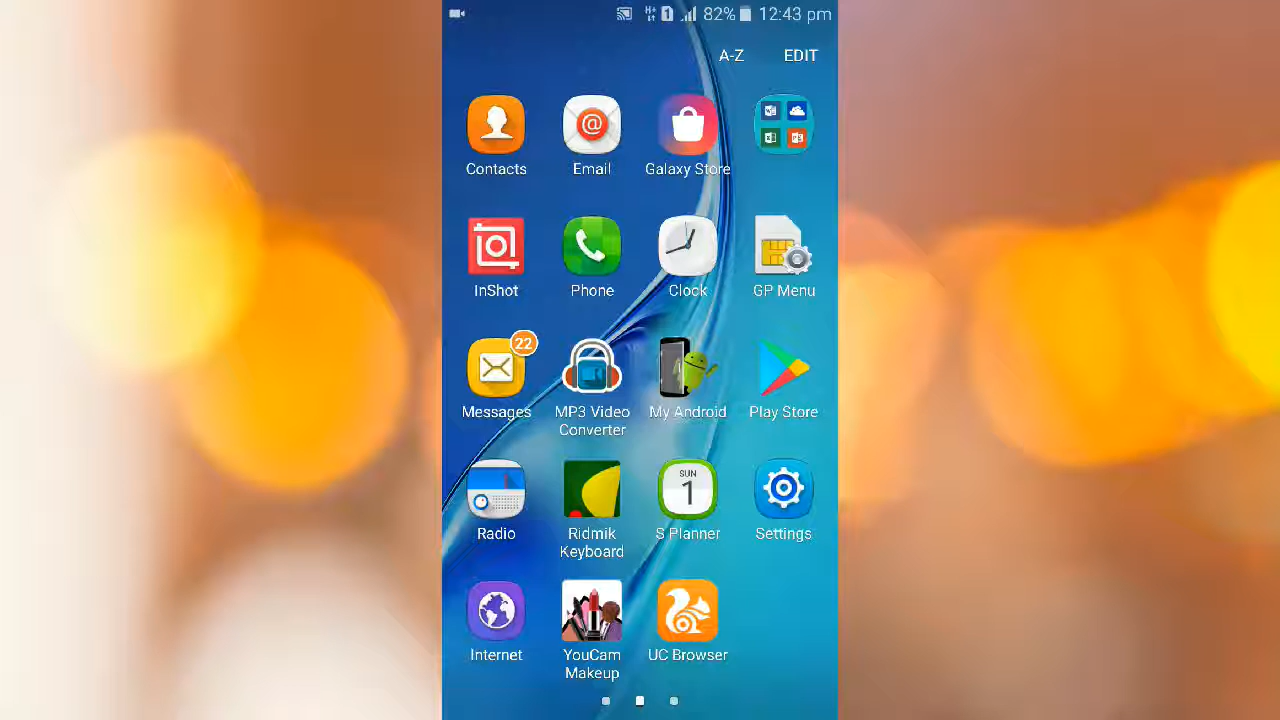 1 82% 12:43 pm
A-Z EDIT
Contacts Email Galaxy Store
InShot Phone Clock GP Menu
22
Messages MP3 Video Converter My Android Play Store
SUN
1
Radio Ridmik Keyboard S Planner Settings
Internet YouCam Makeup UC Browser